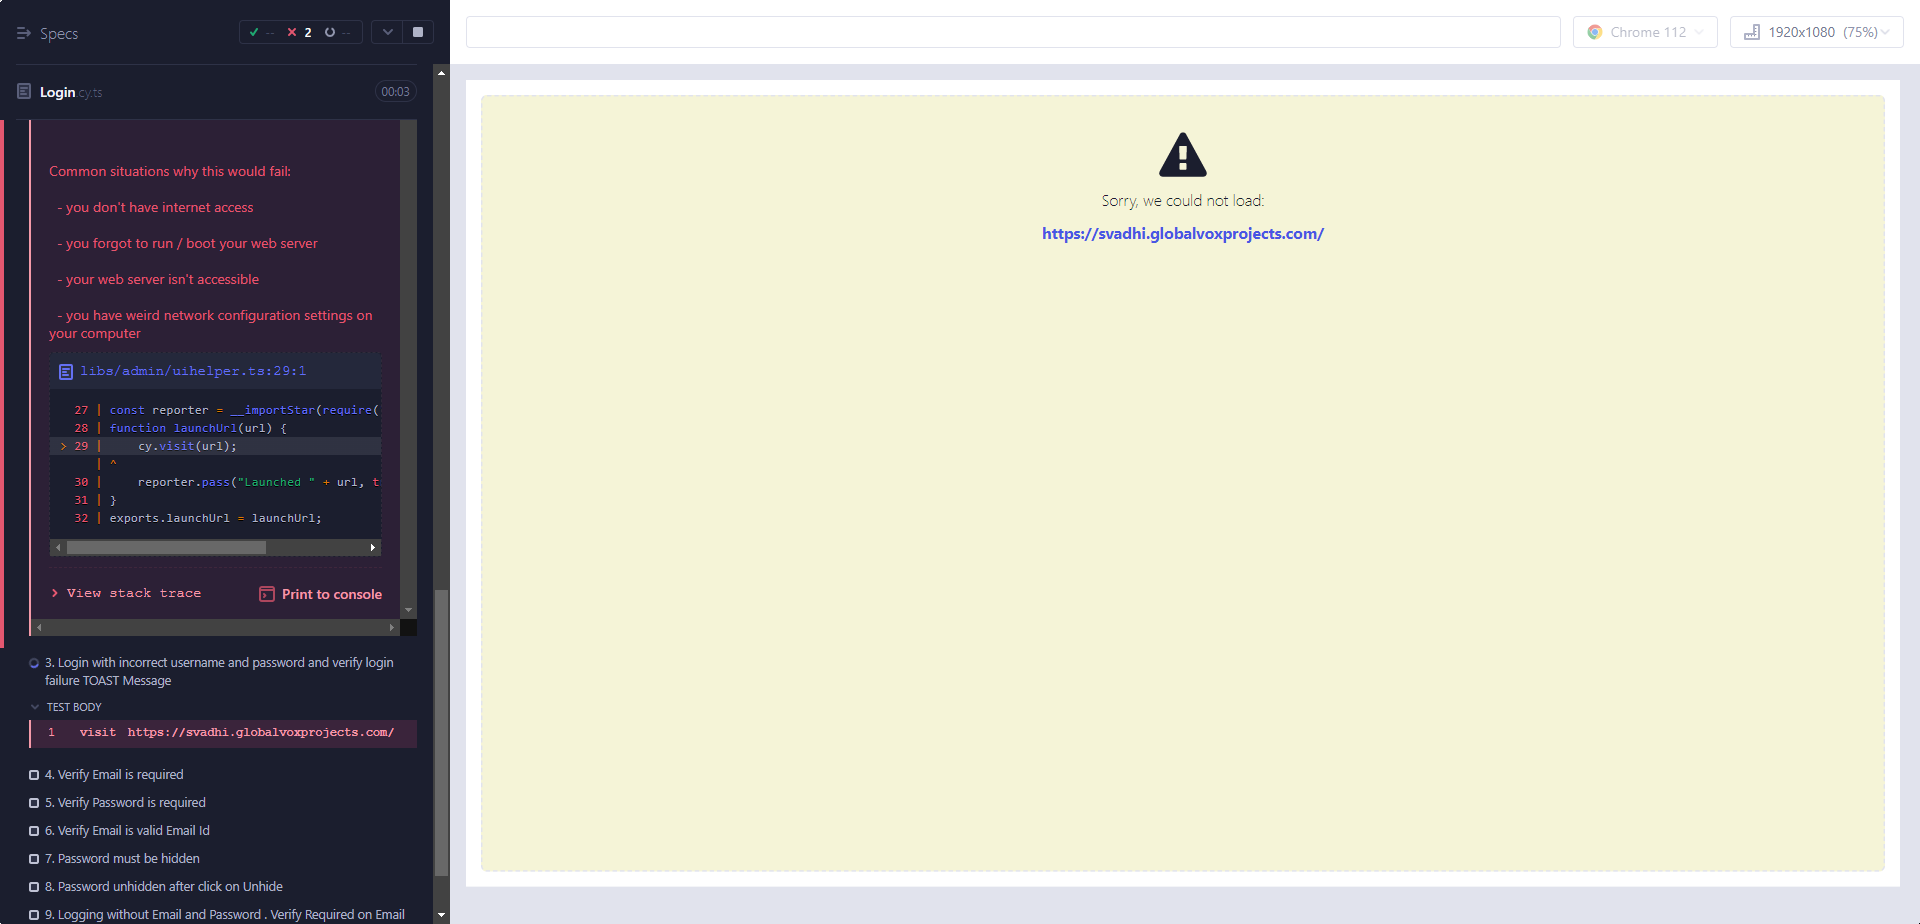 Specs
-- 2 --
Login.cy.ts 00:03
Common situations why this would fail:
- you don't have internet access
- you forgot to run / boot your web server
- your web server isn't accessible
- you have weird network configuration settings on
your computer
libs/admin/uihelper.ts:29:1
27 | const reporter = __importStar(require(
28 | function launchUrl(url) {
> 29 | cy.visit(url);
| ^
30 | reporter.pass("Launched " + url, t
31 | }
32 | exports.launchUrl = launchUrl;
> View stack trace Print to console
3. Login with incorrect username and password and verify login
failure TOAST Message
TEST BODY
1 visit https://svadhi.globalvoxprojects.com/
4. Verify Email is required
5. Verify Password is required
6. Verify Email is valid Email Id
7. Password must be hidden
8. Password unhidden after click on Unhide
9. Logging without Email and Password . Verify Required on Email
Chrome 112
1920x1080 (75%)
Sorry, we could not load:
https://svadhi.globalvoxprojects.com/